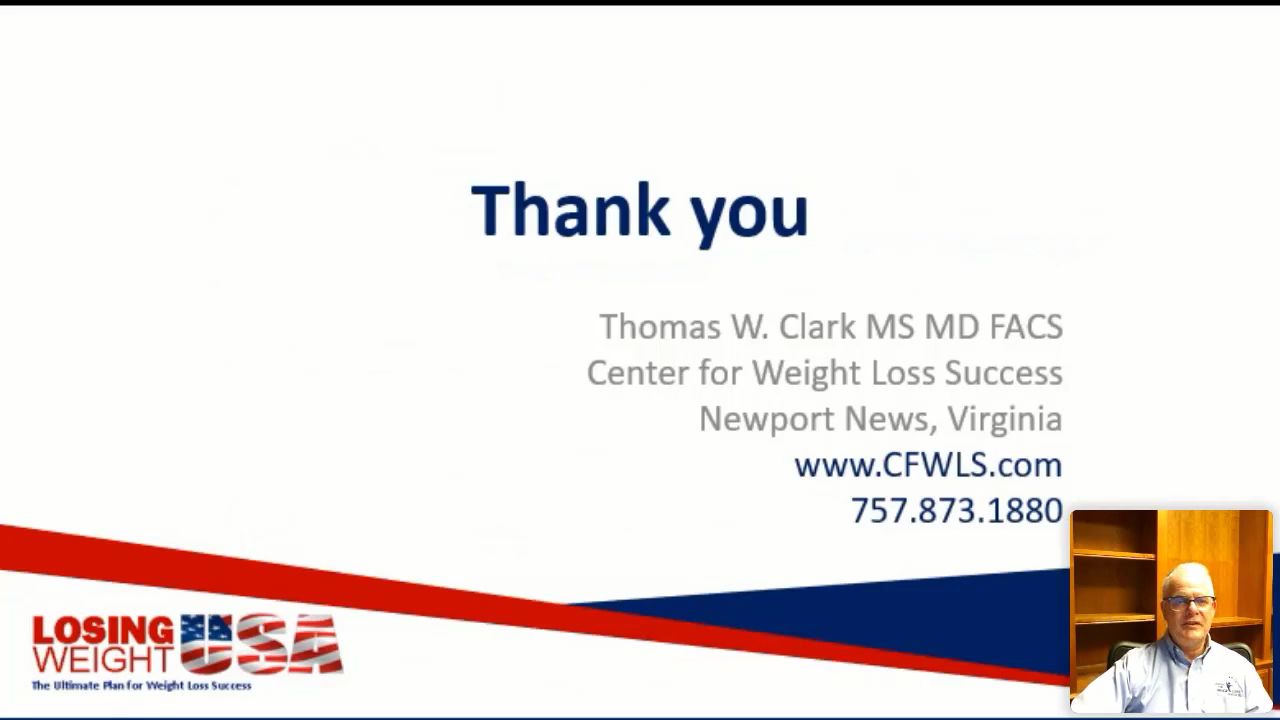 Thank you
Thomas W. Clark MS MD FACS
Center for Weight Loss Success
Newport News, Virginia
www.CFWLS.com
757.873.1880
LOSING
WEIGHT USA
The Ultimate Plan for Weight Loss Success